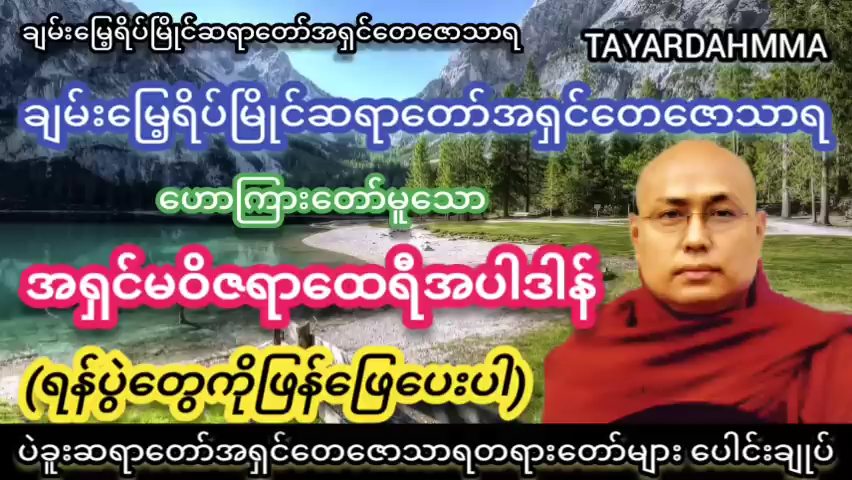 ချမ်းမြေ့ရိပ်မြိုင်ဆရာတော်အရှင်တေဇောသာရ
TAYARDAHMMA
ချမ်းမြေ့ရိပ်မြိုင်ဆရာတော်အရှင်တေဇောသာရ
ဟောကြားတော်မူသော
အရှင်မဝိဇရာထေရီအပါဒါန်
(ရန်ပွဲတွေကိုဖြန်ဖြေပေးပါ)
ပဲခူးဆရာတော်အရှင်တေဇောသာရတရားတော်များ ပေါင်းချုပ်